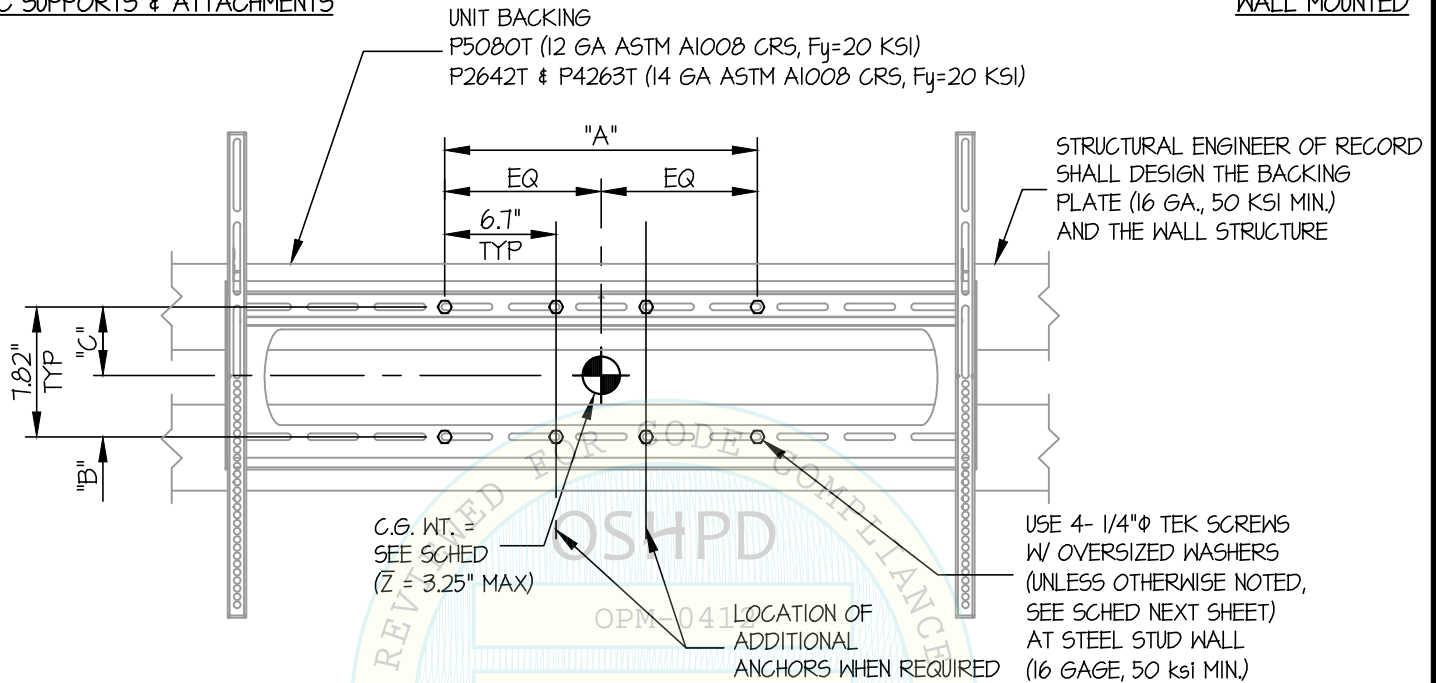 C SUPPORTS & ATTACHMENTS
WALL MOUNTED
UNIT BACKING
P5080T (12 GA ASTM A1008 CRS, Fy=20 KSI)
P2642T & P4263T (14 GA ASTM A1008 CRS, Fy=20 KSI)
"A"
EQ
EQ
6.7"
TYP
STRUCTURAL ENGINEER OF RECORD
SHALL DESIGN THE BACKING
PLATE (16 GA., 50 KSI MIN.)
AND THE WALL STRUCTURE
7.82"
TYP
"C"
"B"
C.G. WT. =
SEE SCHED
(Z̅ = 3.25" MAX)
REVIEWED FOR CODE COMPLIANCE
OSHPD
OPM-0412
LOCATION OF
ADDITIONAL
ANCHORS WHEN REQUIRED
USE 4- 1/4"Φ TEK SCREWS
W/ OVERSIZED WASHERS
(UNLESS OTHERWISE NOTED,
SEE SCHED NEXT SHEET)
AT STEEL STUD WALL
(16 GAGE, 50 ksi MIN.)